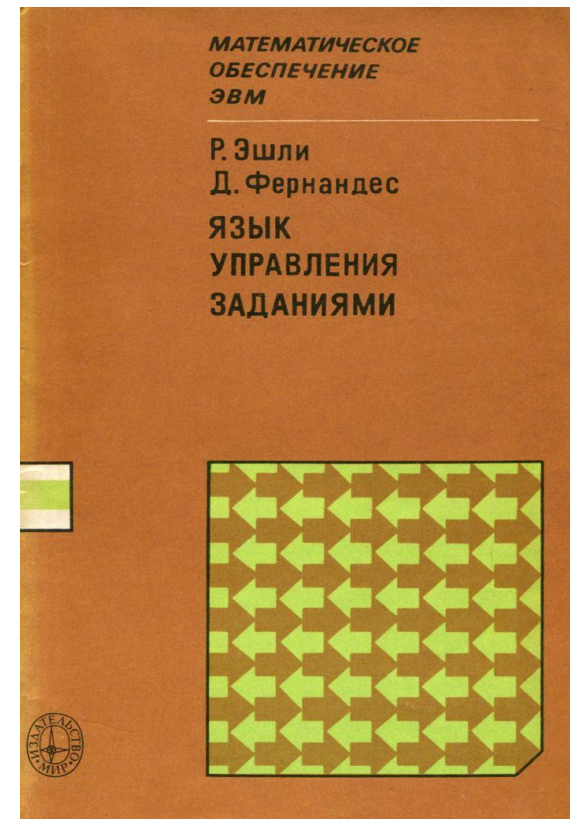 МАТЕМАТИЧЕСКОЕ
ОБЕСПЕЧЕНИЕ
ЭВМ
Р. Эшли
Д. Фернандес
ЯЗЫК
УПРАВЛЕНИЯ
ЗАДАНИЯМИ
ИЗДАТЕЛЬСТВО
•МИР•